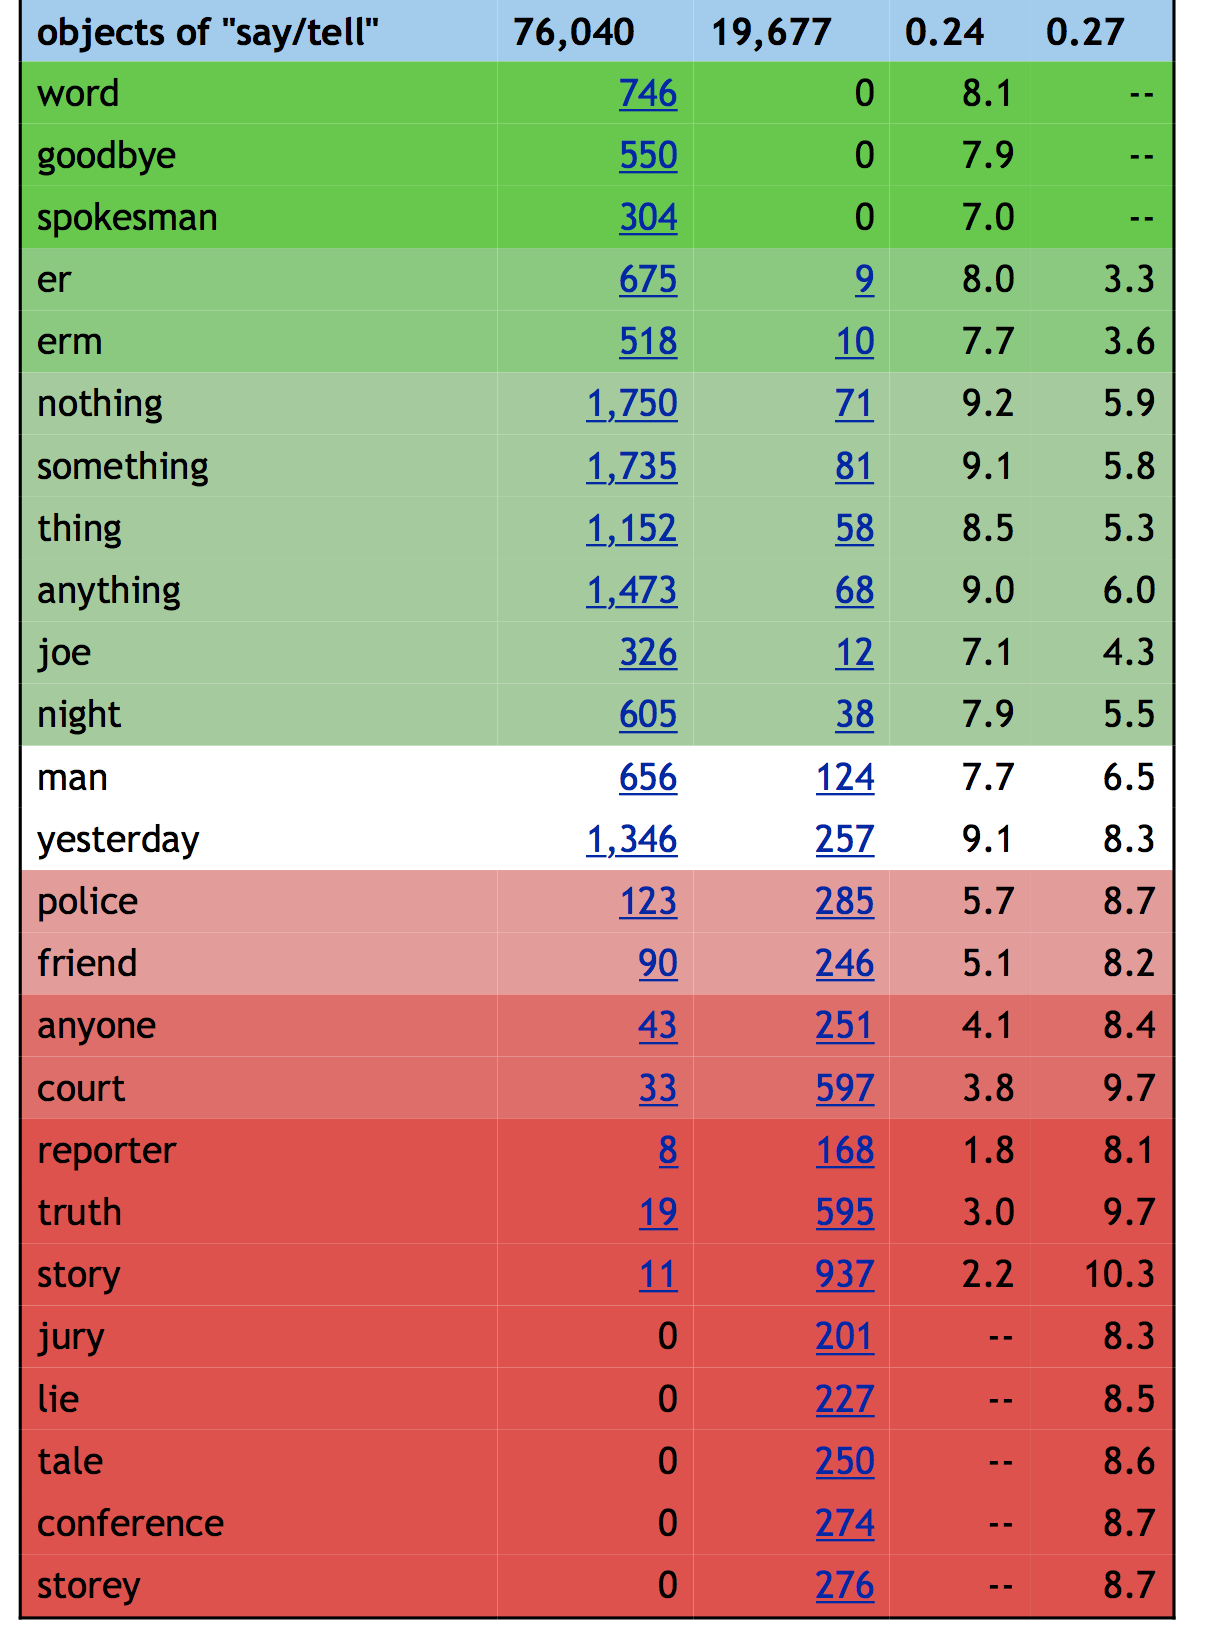 objects of "say/tell" 76,040 19,677 0.24 0.27
word 746 0 8.1 --
goodbye 550 0 7.9 --
spokesman 304 0 7.0 --
er 675 9 8.0 3.3
erm 518 10 7.7 3.6
nothing 1,750 71 9.2 5.9
something 1,735 81 9.1 5.8
thing 1,152 58 8.5 5.3
anything 1,473 68 9.0 6.0
joe 326 12 7.1 4.3
night 605 38 7.9 5.5
man 656 124 7.7 6.5
yesterday 1,346 257 9.1 8.3
police 123 285 5.7 8.7
friend 90 246 5.1 8.2
anyone 43 251 4.1 8.4
court 33 597 3.8 9.7
reporter 8 168 1.8 8.1
truth 19 595 3.0 9.7
story 11 937 2.2 10.3
jury 0 201 -- 8.3
lie 0 227 -- 8.5
tale 0 250 -- 8.6
conference 0 274 -- 8.7
storey 0 276 -- 8.7